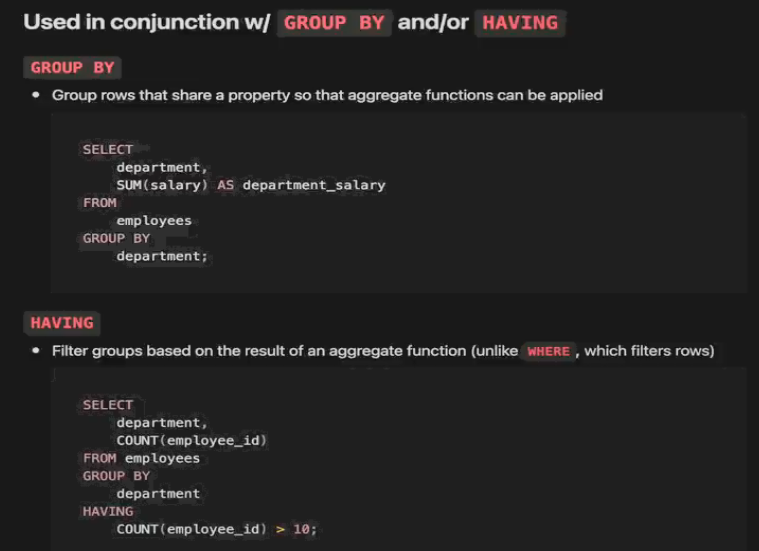 Used in conjunction w/ GROUP BY and/or HAVING
GROUP BY
• Group rows that share a property so that aggregate functions can be applied
SELECT
department,
SUM(salary) AS department_salary
FROM
employees
GROUP BY
department;
HAVING
• Filter groups based on the result of an aggregate function (unlike WHERE, which filters rows)
SELECT
department,
COUNT(employee_id)
FROM employees
GROUP BY
department
HAVING
COUNT(employee_id) > 10;